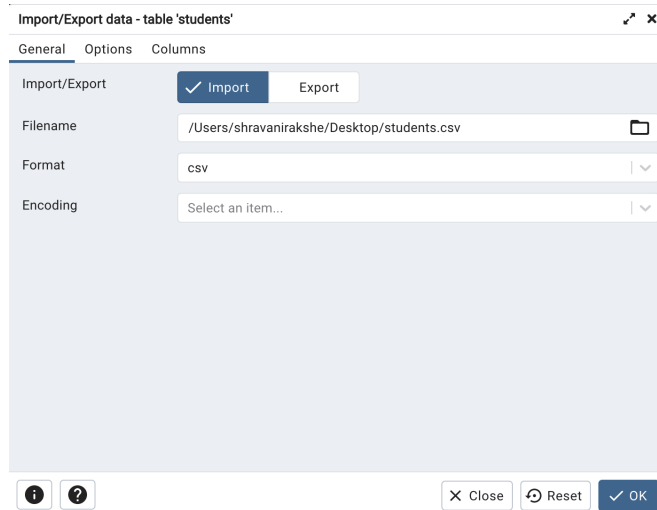 Import/Export data - table 'students'
General Options Columns
Import/Export Import Export
Filename /Users/shravanirakshe/Desktop/students.csv
Format csv
Encoding Select an item...
Close Reset OK